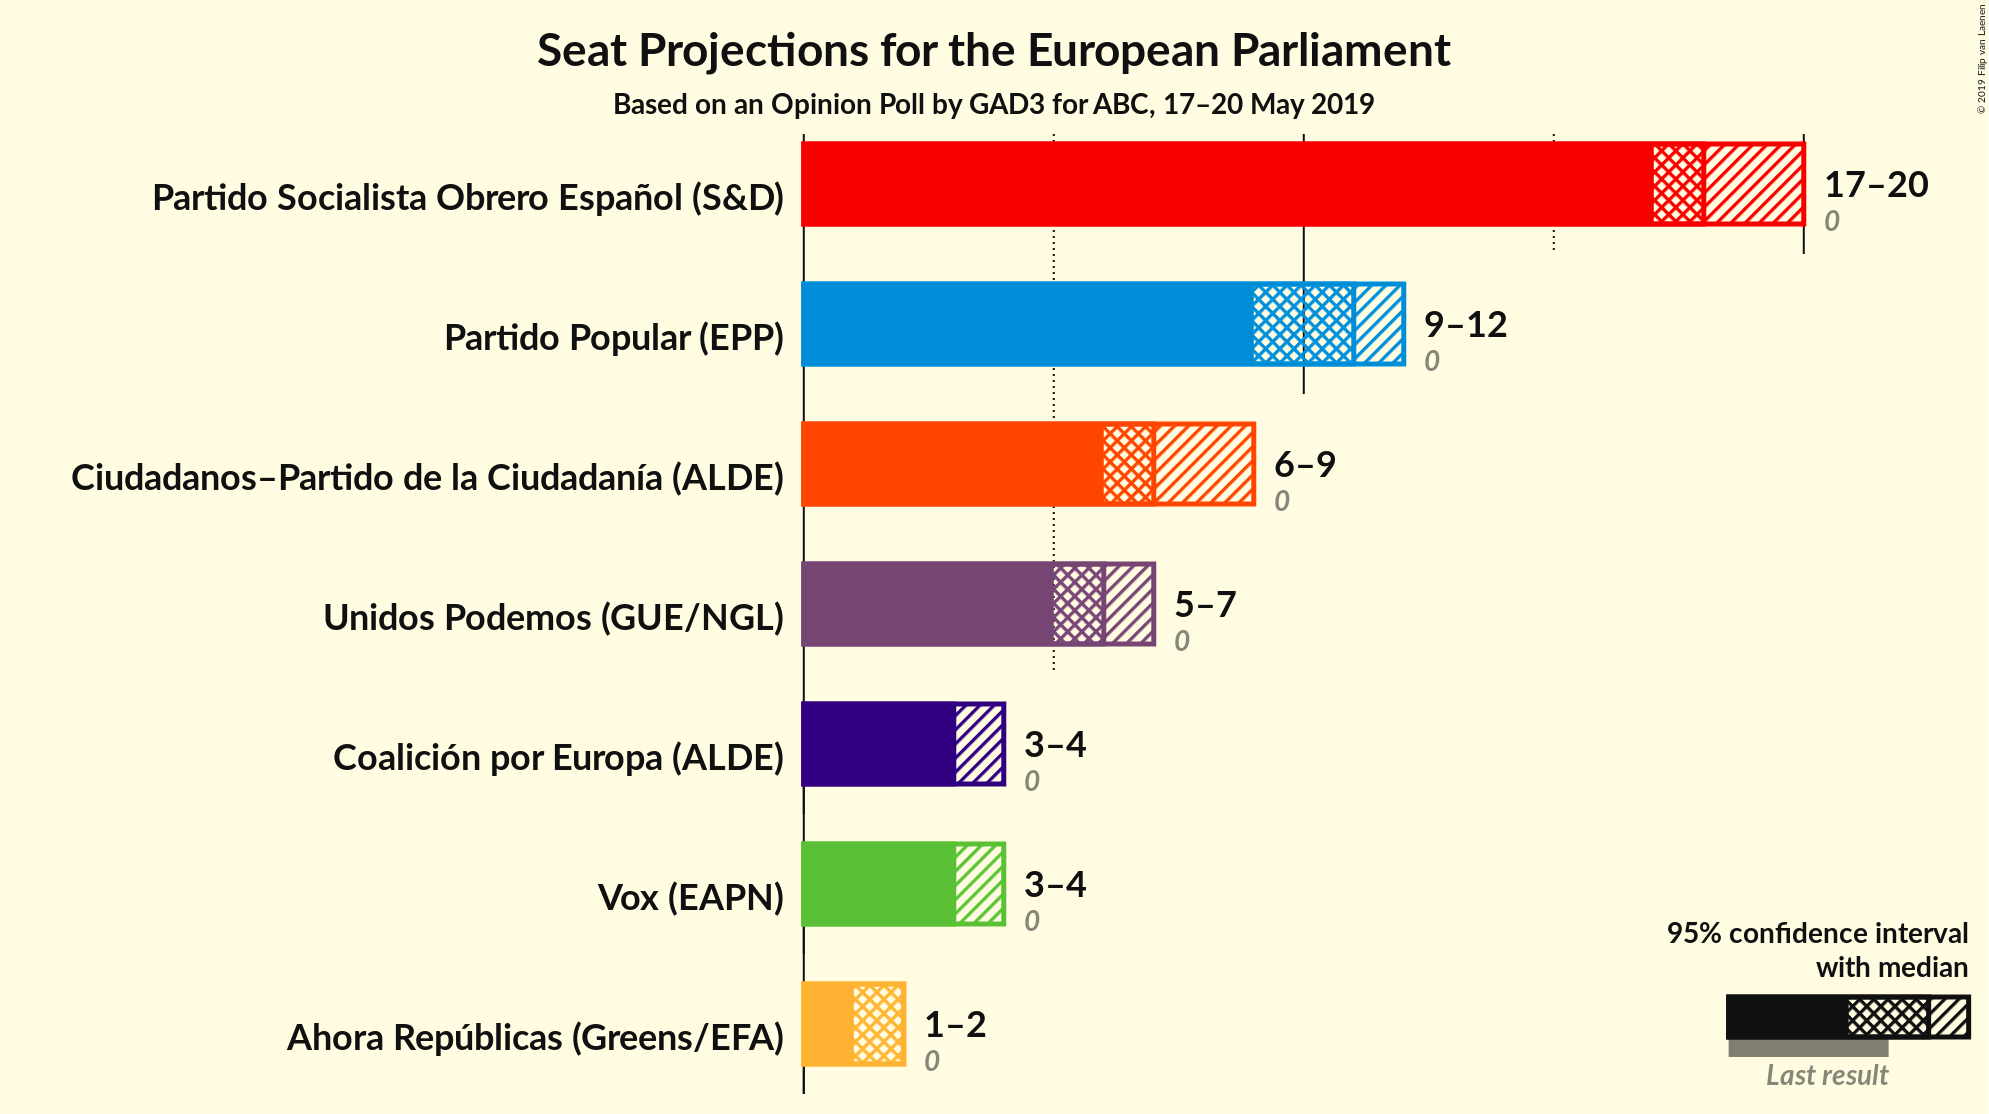 Seat Projections for the European Parliament
Based on an Opinion Poll by GAD3 for ABC, 17–20 May 2019
© 2019 Filip van Laenen
Partido Socialista Obrero Español (S&D)
17–20
0
Partido Popular (EPP)
9–12
0
Ciudadanos–Partido de la Ciudadanía (ALDE)
6–9
0
Unidos Podemos (GUE/NGL)
5–7
0
Coalición por Europa (ALDE)
3–4
0
Vox (EAPN)
3–4
0
Ahora Repúblicas (Greens/EFA)
1–2
0
95% confidence interval
with median
Last result